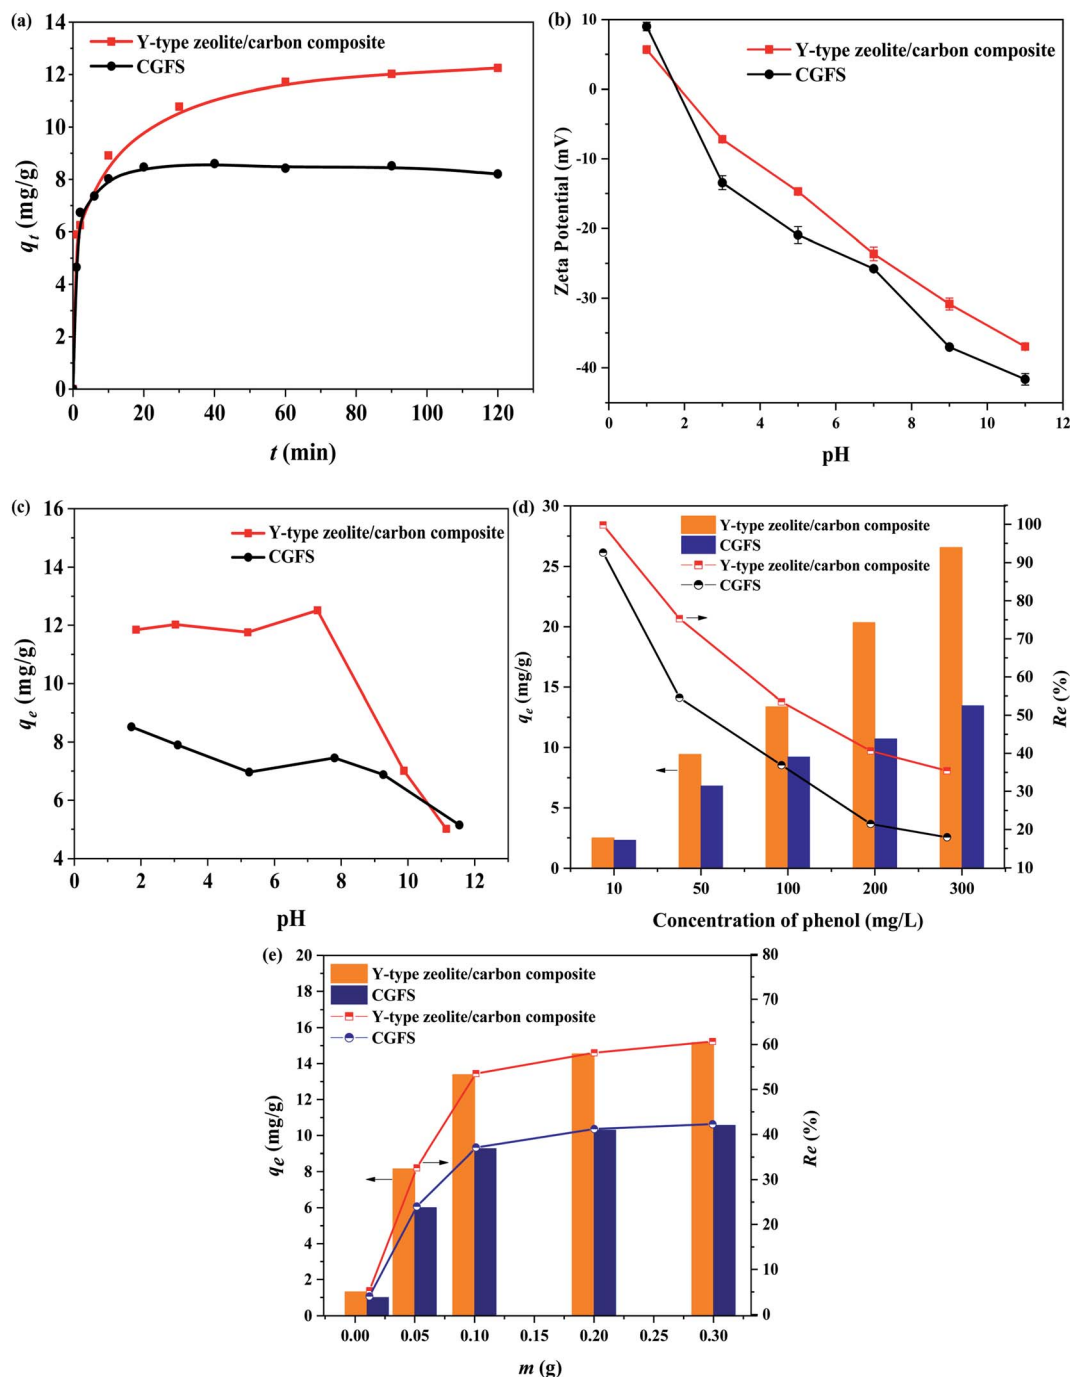 (a)
14
12
10
8
6
4
2
0
Y-type zeolite/carbon composite
CGFS
qt (mg/g)
0 20 40 60 80 100 120
t (min)
(b)
10
0
-10
-20
-30
-40
Y-type zeolite/carbon composite
CGFS
Zeta Potential (mV)
0 2 4 6 8 10 12
pH
(c)
16
14
12
10
8
6
4
Y-type zeolite/carbon composite
CGFS
qe (mg/g)
0 2 4 6 8 10 12
pH
(d)
30
25
20
15
10
5
0
Y-type zeolite/carbon composite
CGFS
Y-type zeolite/carbon composite
CGFS
qe (mg/g)
100
90
80
70
60
50
40
30
20
10
Re (%)
10 50 100 200 300
Concentration of phenol (mg/L)
(e)
20
18
16
14
12
10
8
6
4
2
0
Y-type zeolite/carbon composite
CGFS
Y-type zeolite/carbon composite
CGFS
qe (mg/g)
80
70
60
50
40
30
20
10
0
Re (%)
0.00 0.05 0.10 0.15 0.20 0.25 0.30
m (g)